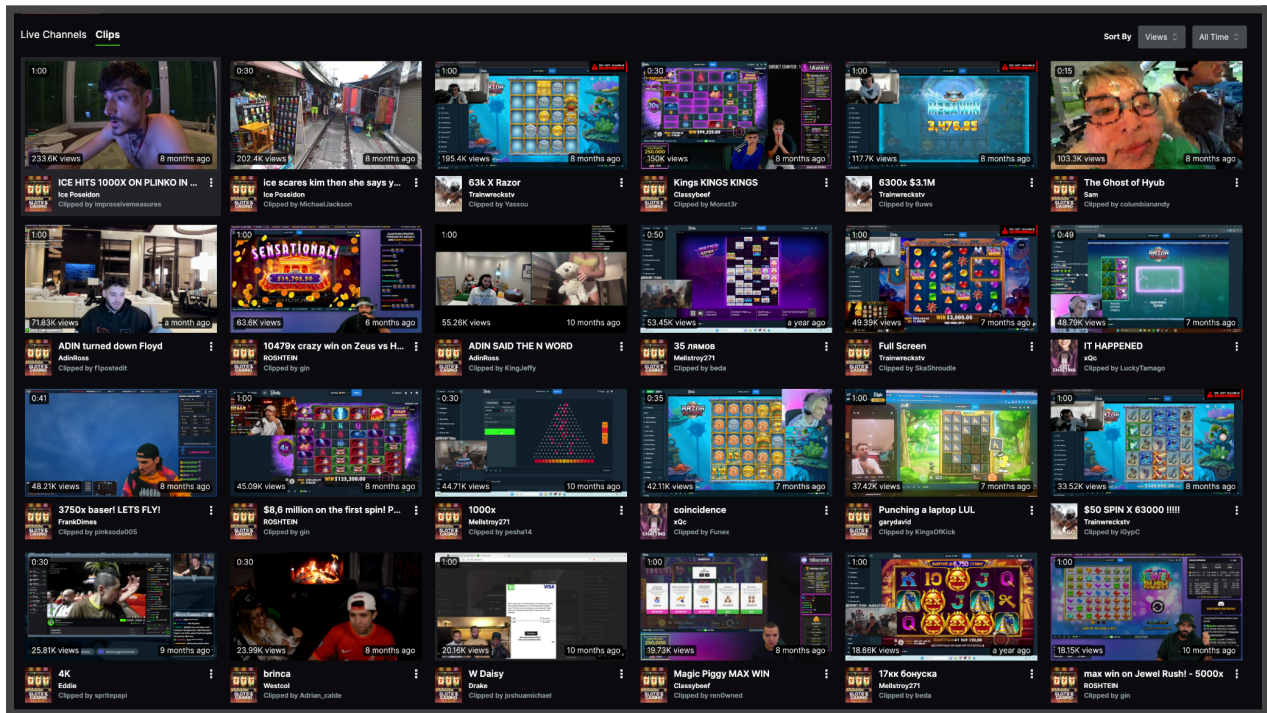 Live Channels Clips
Sort By Views All Time
1:00
233.6K views 8 months ago
ICE HITS 1000X ON PLINKO IN ...
Ice Poseidon
Clipped by impressivemeasures
0:30
202.4K views 8 months ago
ice scares kim then she says y...
Ice Poseidon
Clipped by MichaelJackson
1:00
195.4K views 8 months ago
63k X Razor
Trainwreckstv
Clipped by Yassou
0:30
150K views 8 months ago
Kings KINGS KINGS
Classybeef
Clipped by Monst3r
1:00
MEGAWIN
3,476.85
117.7K views 8 months ago
6300x $3.1M
Trainwreckstv
Clipped by 6uws
0:15
103.3K views 8 months ago
The Ghost of Hyub
Sam
Clipped by columbianandy
1:00
71.83K views a month ago
ADIN turned down Floyd
AdinRoss
Clipped by f1postedit
1:00
SENSATIONAL!
63.6K views 6 months ago
10479x crazy win on Zeus vs H...
ROSHTEIN
Clipped by gin
1:00
55.26K views 10 months ago
ADIN SAID THE N WORD
AdinRoss
Clipped by KingJeffy
0:50
53.45K views a year ago
35 лямов
Mellstroy271
Clipped by beda
1:00
WIN $3,000.00
49.39K views 7 months ago
Full Screen
Trainwreckstv
Clipped by SkaShroudle
0:49
48.79K views 7 months ago
IT HAPPENED
xQc
Clipped by LuckyTamago
0:41
48.21K views 8 months ago
3750x baser! LETS FLY!
FrankDimes
Clipped by pinksoda005
1:00
45.09K views 8 months ago
$8,6 million on the first spin! P...
ROSHTEIN
Clipped by gin
0:30
44.71K views 10 months ago
1000x
Mellstroy271
Clipped by pesha14
0:35
42.11K views 7 months ago
coincidence
xQc
Clipped by Funex
1:00
37.42K views 7 months ago
Punching a laptop LUL
garydavid
Clipped by KingsOfKick
1:00
33.52K views 8 months ago
$50 SPIN X 63000 !!!!!
Trainwreckstv
Clipped by iGypC
0:30
25.81K views 9 months ago
4K
Eddie
Clipped by spritepapi
0:30
23.99K views 8 months ago
brinca
Westcol
Clipped by Adrian_calde
1:00
VISA
20.16K views 10 months ago
W Daisy
Drake
Clipped by joshuamichael
1:00
19.73K views 8 months ago
Magic Piggy MAX WIN
Classybeef
Clipped by ren0wned
1:00
18.66K views a year ago
17кк бонуска
Mellstroy271
Clipped by beda
1:00
JEWEL RUSH
18.15K views 10 months ago
max win on Jewel Rush! - 5000x
ROSHTEIN
Clipped by gin